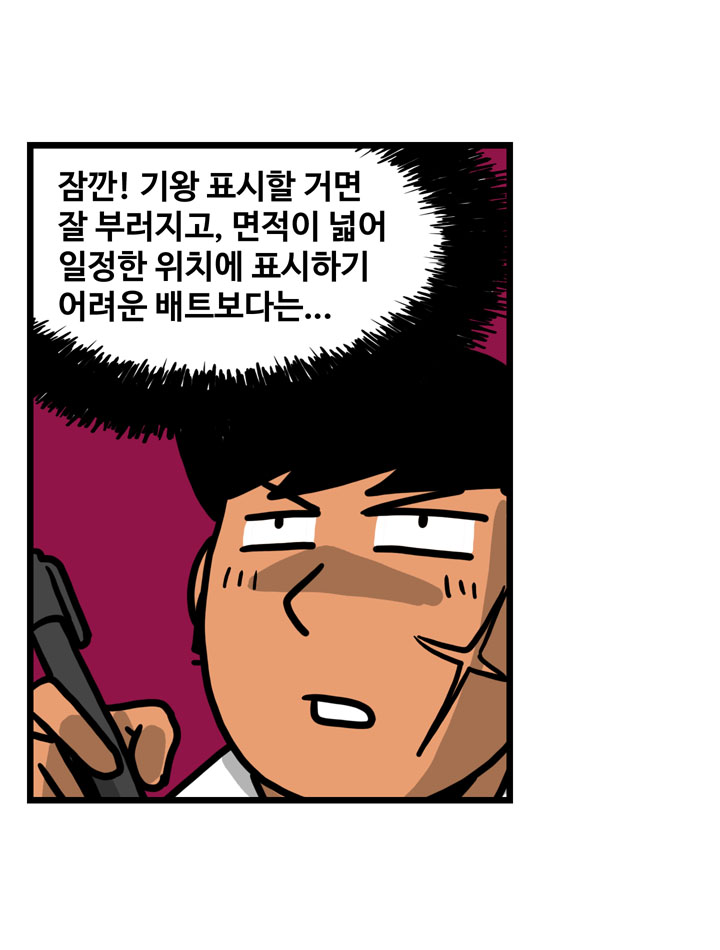 잠깐! 기왕 표시할 거면
잘 부러지고, 면적이 넓어
일정한 위치에 표시하기
어려운 배트보다는...